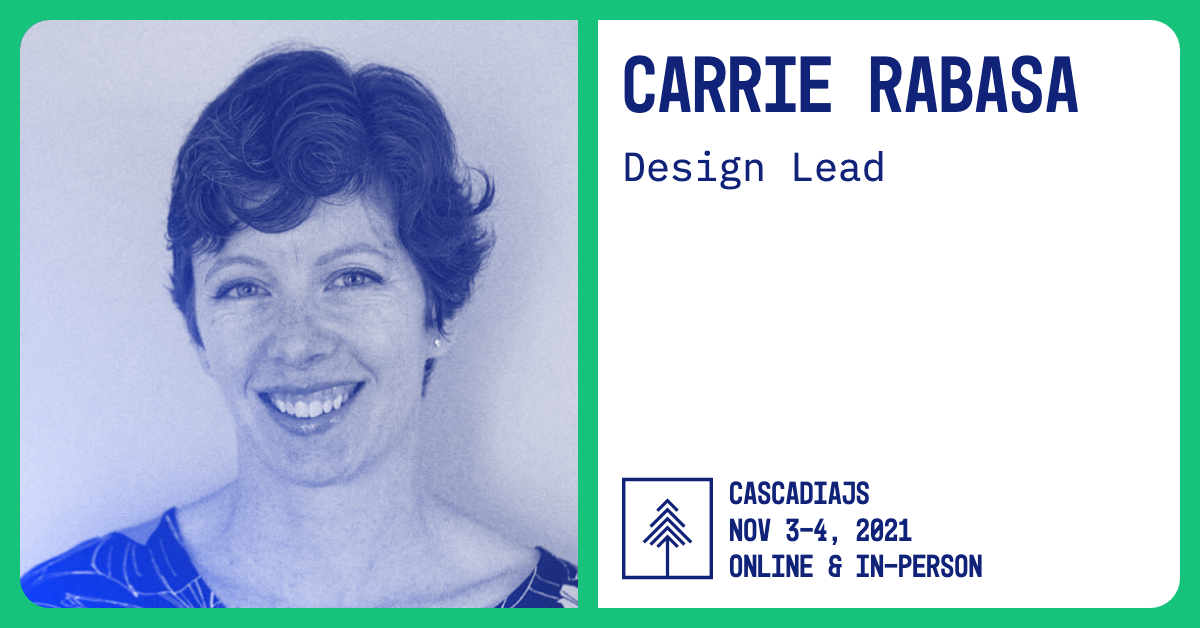 CARRIE RABASA
Design Lead
CASCADIAJS
NOV 3-4, 2021
ONLINE & IN-PERSON